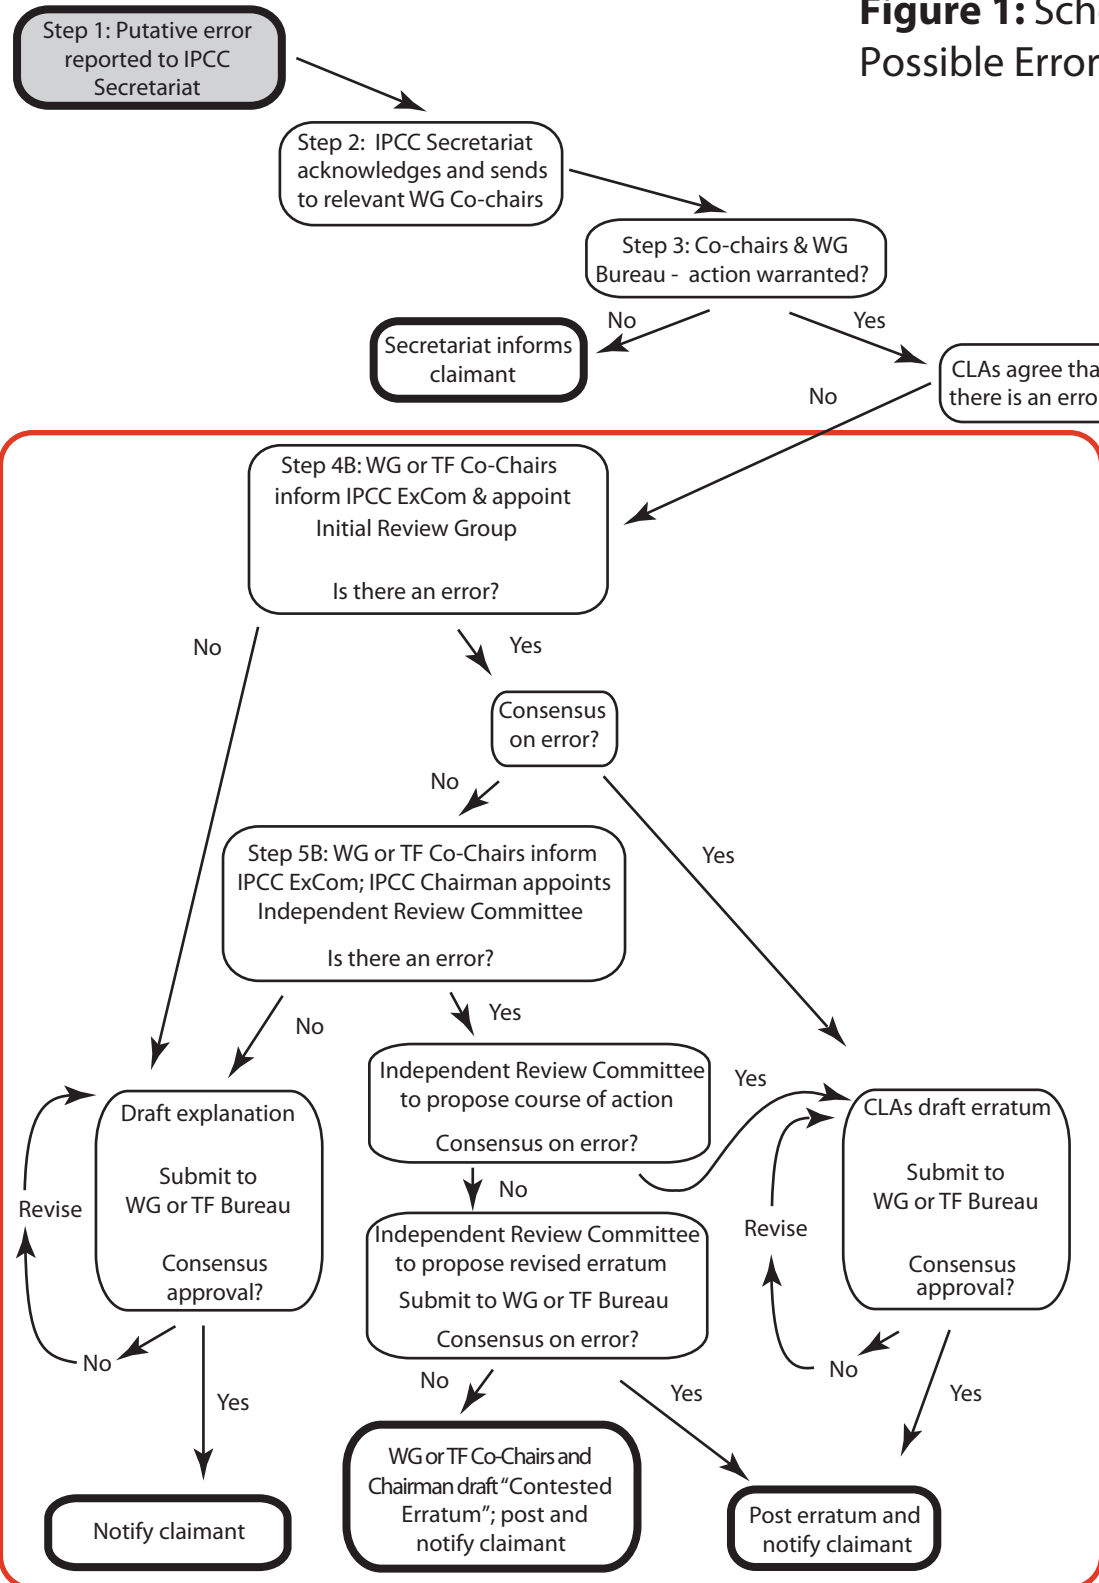 Figure 1: Sch
Possible Error
Step 1: Putative error
reported to IPCC
Secretariat
Step 2: IPCC Secretariat
acknowledges and sends
to relevant WG Co-chairs
Step 3: Co-chairs & WG
Bureau - action warranted?
No
Yes
Secretariat informs
claimant
CLAs agree tha
there is an erro
No
Step 4B: WG or TF Co-Chairs
inform IPCC ExCom & appoint
Initial Review Group
Is there an error?
No
Yes
Consensus
on error?
No
Yes
Step 5B: WG or TF Co-Chairs inform
IPCC ExCom; IPCC Chairman appoints
Independent Review Committee
Is there an error?
No
Yes
Independent Review Committee
to propose course of action
Consensus on error?
Yes
No
Draft explanation
Submit to
WG or TF Bureau
Consensus
approval?
Revise
No
Yes
Independent Review Committee
to propose revised erratum
Submit to WG or TF Bureau
Consensus on error?
No
Yes
CLAs draft erratum
Submit to
WG or TF Bureau
Consensus
approval?
Revise
No
Yes
Notify claimant
WG or TF Co-Chairs and
Chairman draft “Contested
Erratum”; post and
notify claimant
Post erratum and
notify claimant